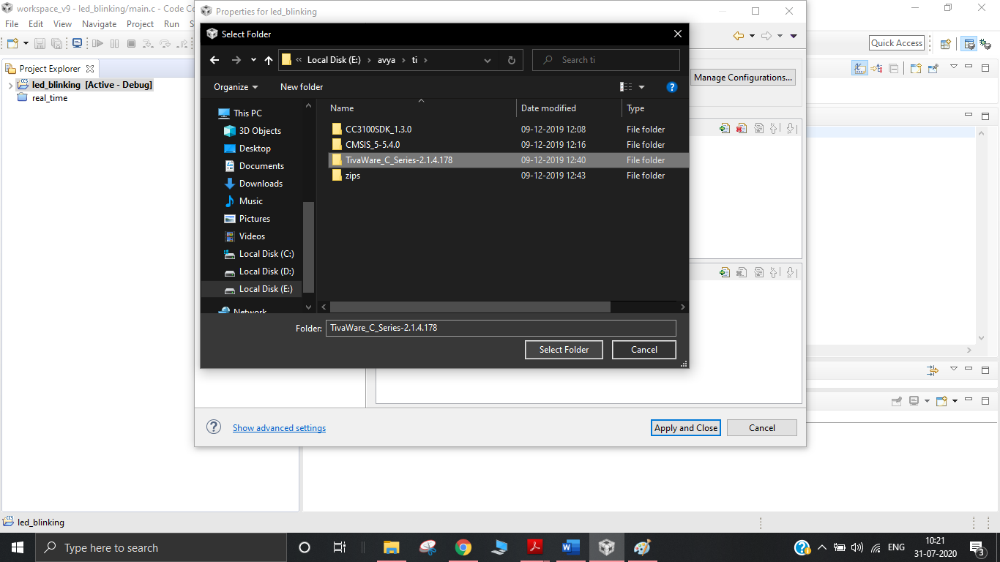 workspace_v9 - led_blinking/main.c - Code Co
File Edit View Navigate Project Run S
Quick Access
Project Explorer
led_blinking [Active - Debug]
real_time
Properties for led_blinking
Manage Configurations...
Select Folder
« Local Disk (E:) › avya › ti ›
Search ti
Organize
New folder
This PC
3D Objects
Desktop
Documents
Downloads
Music
Pictures
Videos
Local Disk (C:)
Local Disk (D:)
Local Disk (E:)
Network
Name Date modified Type
CC3100SDK_1.3.0 09-12-2019 12:08 File folder
CMSIS_5-5.4.0 09-12-2019 12:16 File folder
TivaWare_C_Series-2.1.4.178 09-12-2019 12:40 File folder
zips 09-12-2019 12:43 File folder
Folder: TivaWare_C_Series-2.1.4.178
Select Folder
Cancel
Show advanced settings
Apply and Close
Cancel
led_blinking
Type here to search
ENG
10:21
31-07-2020
3